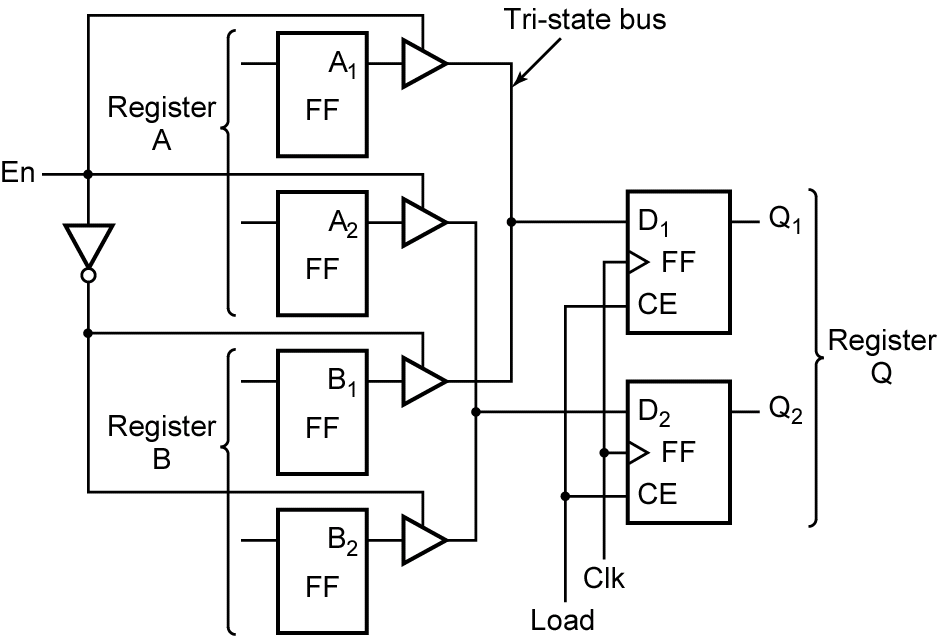 Tri-state bus
A1
FF
Register
A
En
A2
FF
D1
Q1
FF
CE
Register
Q
B1
FF
Register
B
D2
Q2
FF
CE
B2
FF
Clk
Load